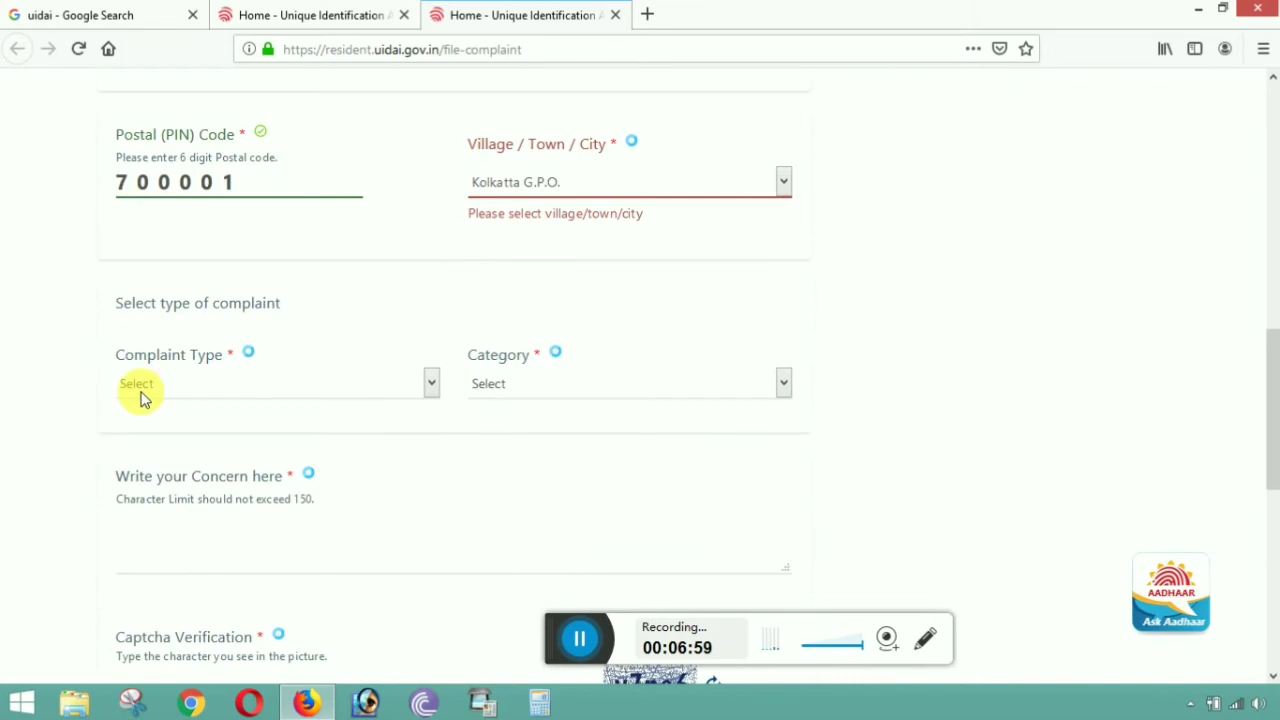 uidai - Google Search
Home - Unique Identification A
Home - Unique Identification A
https://resident.uidai.gov.in/file-complaint
Postal (PIN) Code *
Please enter 6 digit Postal code.
700001
Village / Town / City *
Kolkatta G.P.O.
Please select village/town/city
Select type of complaint
Complaint Type *
Select
Category *
Select
Write your Concern here *
Character Limit should not exceed 150.
AADHAAR
Ask Aadhaar
Recording...
00:06:59
Captcha Verification *
Type the character you see in the picture.